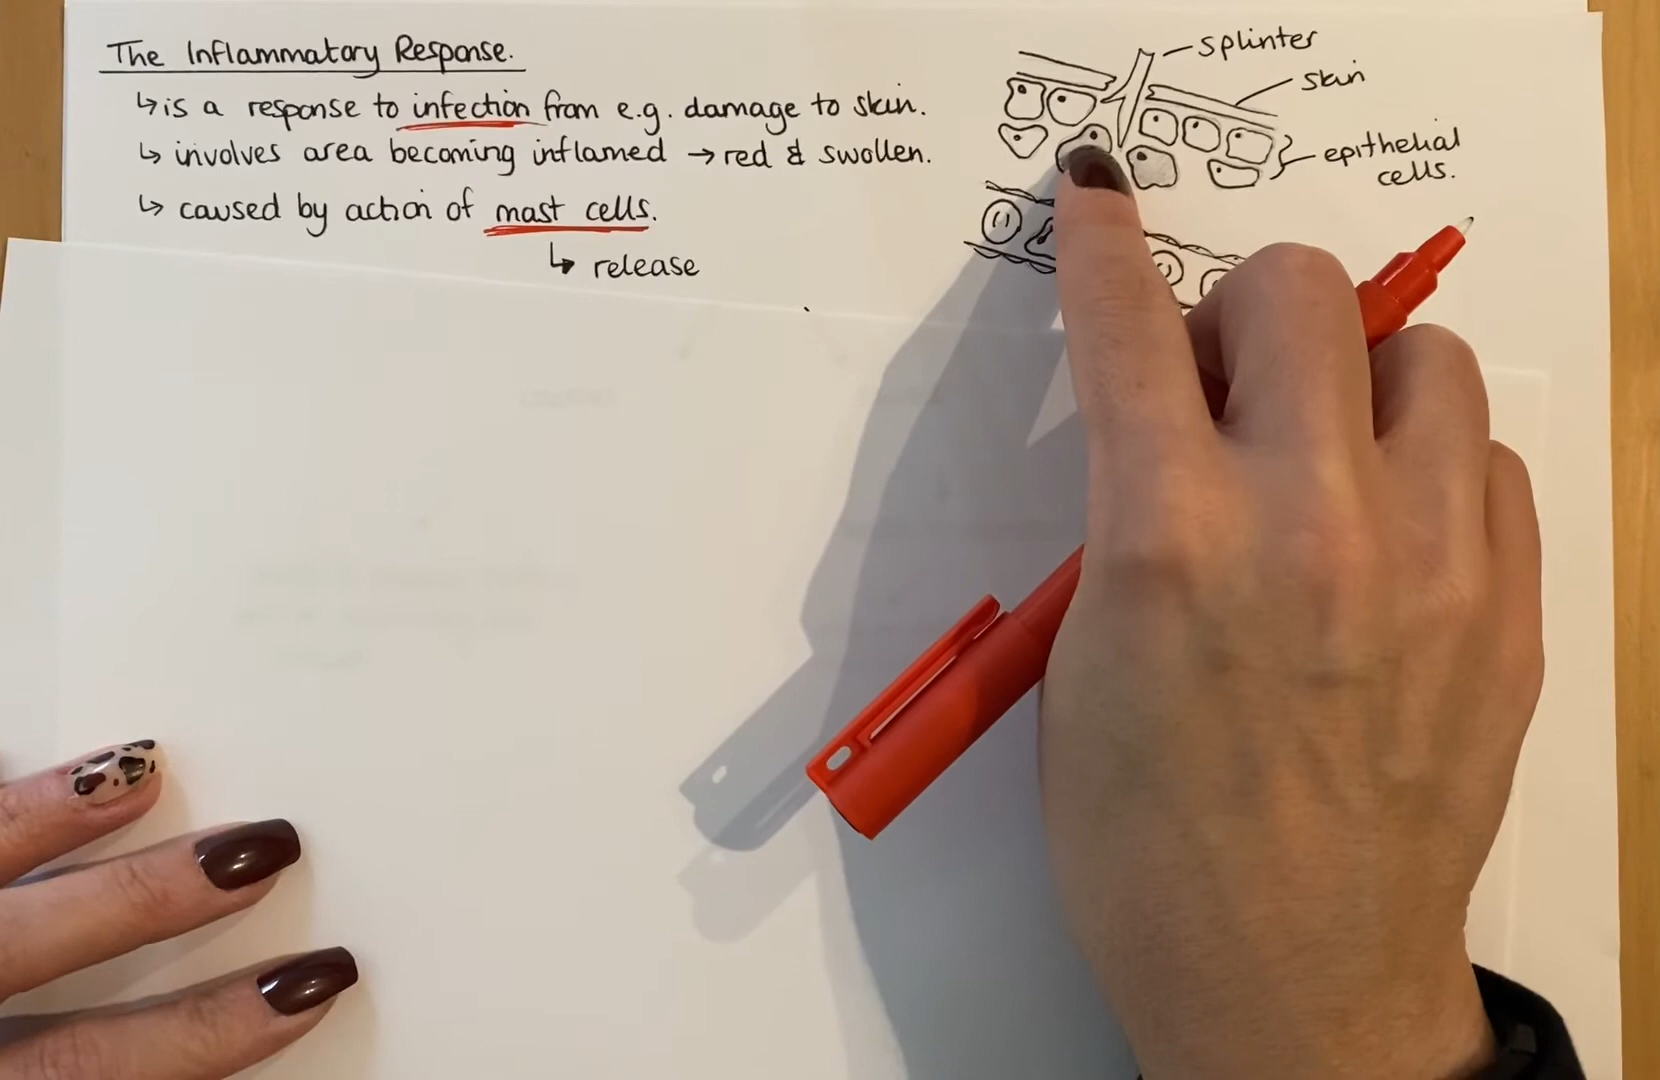 The Inflammatory Response.
↳ is a response to infection from e.g. damage to skin.
↳ involves area becoming inflamed → red & swollen.
↳ caused by action of mast cells.
↳ release
splinter
skin
epithelial
cells.